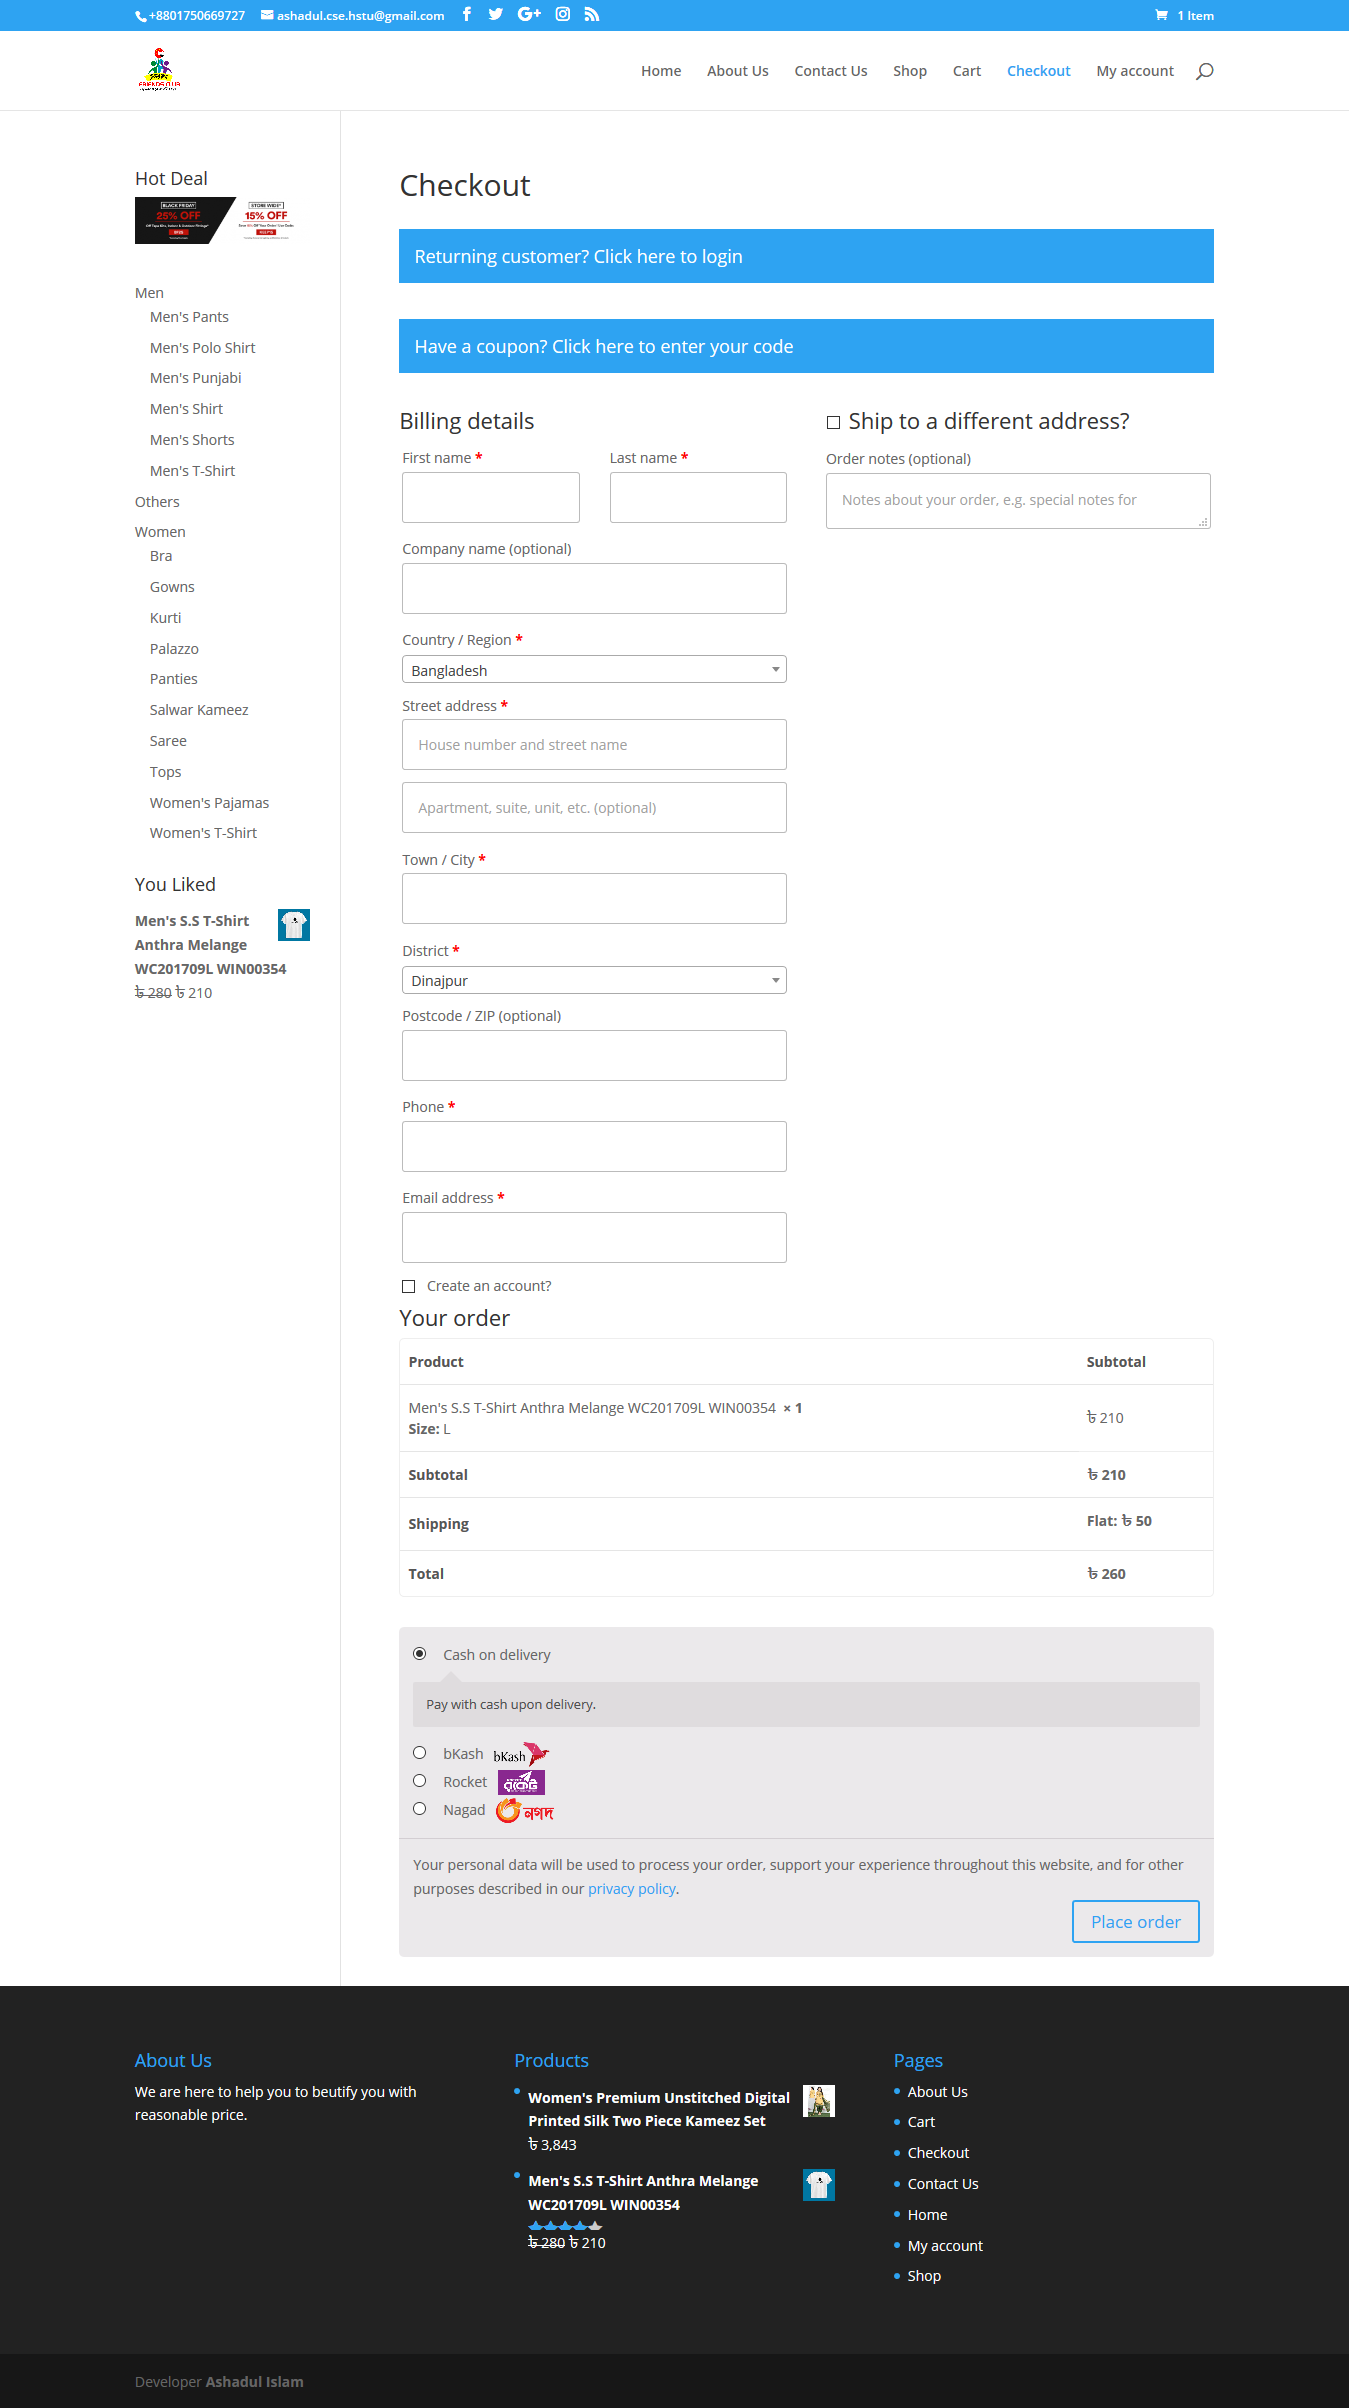 +8801750669727 ashadul.cse.hstu@gmail.com 1 Item
FRIENDS CLUB
Home About Us Contact Us Shop Cart Checkout My account
Hot Deal
BLACK FRIDAY
25% OFF
STORE WIDE*
15% OFF
Men
Men's Pants
Men's Polo Shirt
Men's Punjabi
Men's Shirt
Men's Shorts
Men's T-Shirt
Others
Women
Bra
Gowns
Kurti
Palazzo
Panties
Salwar Kameez
Saree
Tops
Women's Pajamas
Women's T-Shirt
You Liked
Men's S.S T-Shirt
Anthra Melange
WC201709L WIN00354
৳ 280 ৳ 210
Checkout
Returning customer? Click here to login
Have a coupon? Click here to enter your code
Billing details
First name * Last name *
Company name (optional)
Country / Region *
Bangladesh
Street address *
House number and street name
Apartment, suite, unit, etc. (optional)
Town / City *
District *
Dinajpur
Postcode / ZIP (optional)
Phone *
Email address *
Create an account?
Ship to a different address?
Order notes (optional)
Notes about your order, e.g. special notes for
Your order
Product Subtotal
Men's S.S T-Shirt Anthra Melange WC201709L WIN00354 × 1
Size: L
৳ 210
Subtotal ৳ 210
Shipping Flat: ৳ 50
Total ৳ 260
Cash on delivery
Pay with cash upon delivery.
bKash bKash
Rocket রকেট
Nagad নগদ
Your personal data will be used to process your order, support your experience throughout this website, and for other
purposes described in our privacy policy.
Place order
About Us
We are here to help you to beutify you with
reasonable price.
Products
Women's Premium Unstitched Digital
Printed Silk Two Piece Kameez Set
৳ 3,843
Men's S.S T-Shirt Anthra Melange
WC201709L WIN00354
৳ 280 ৳ 210
Pages
About Us
Cart
Checkout
Contact Us
Home
My account
Shop
Developer Ashadul Islam